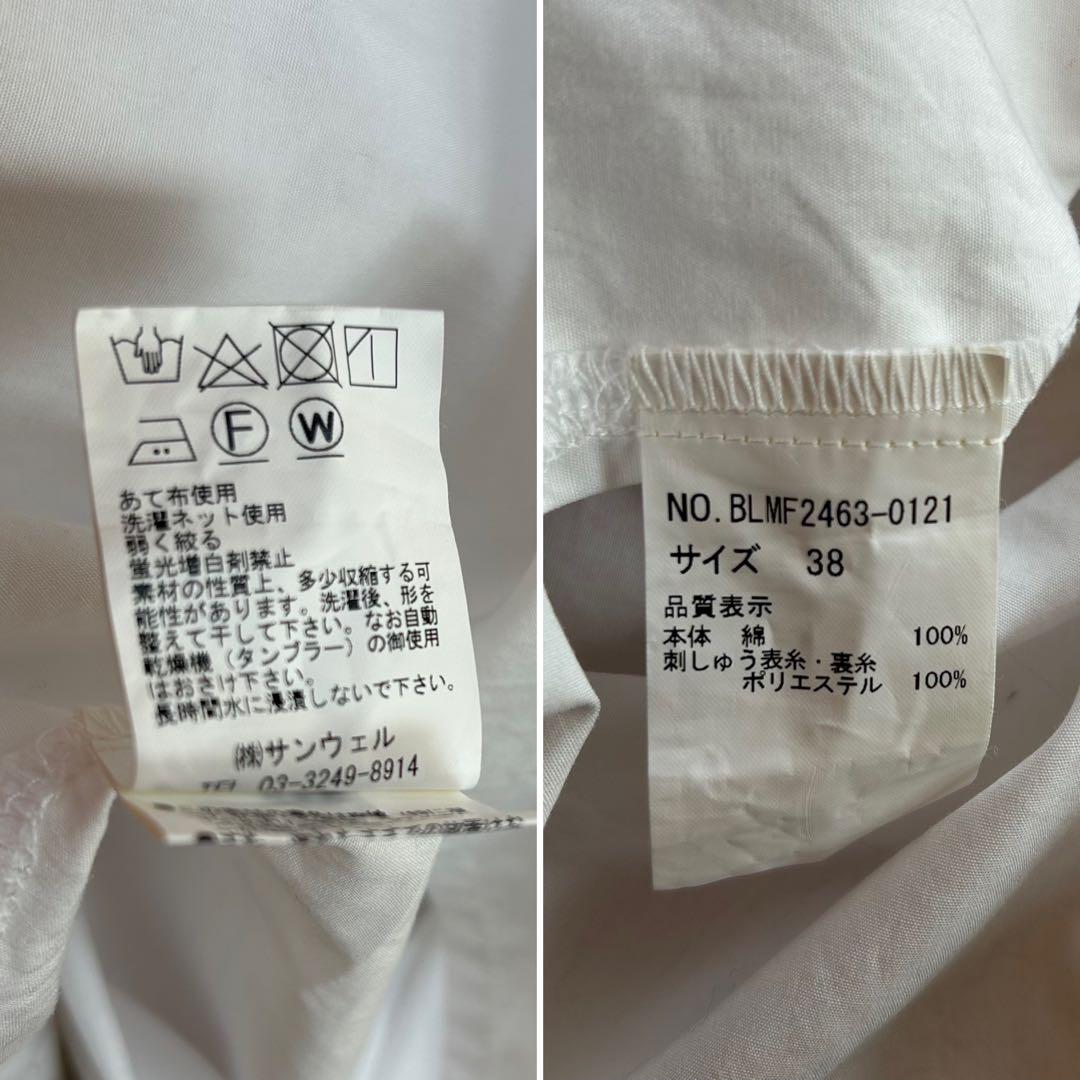 F W
あて布使用
洗濯ネット使用
弱く絞る
蛍光増白剤禁止
素材の性質上、多少収縮する可
能性があります。洗濯後、形を
整えて干して下さい。なお自動
乾燥機（タンブラー）の御使用
はおさけ下さい。
長時間水に浸漬しないで下さい。
㈱サンウェル
TEL 03-3249-8914
NO. BLMF2463-0121
サイズ 38
品質表示
本体 綿 100%
刺しゅう表糸・裏糸
ポリエステル 100%